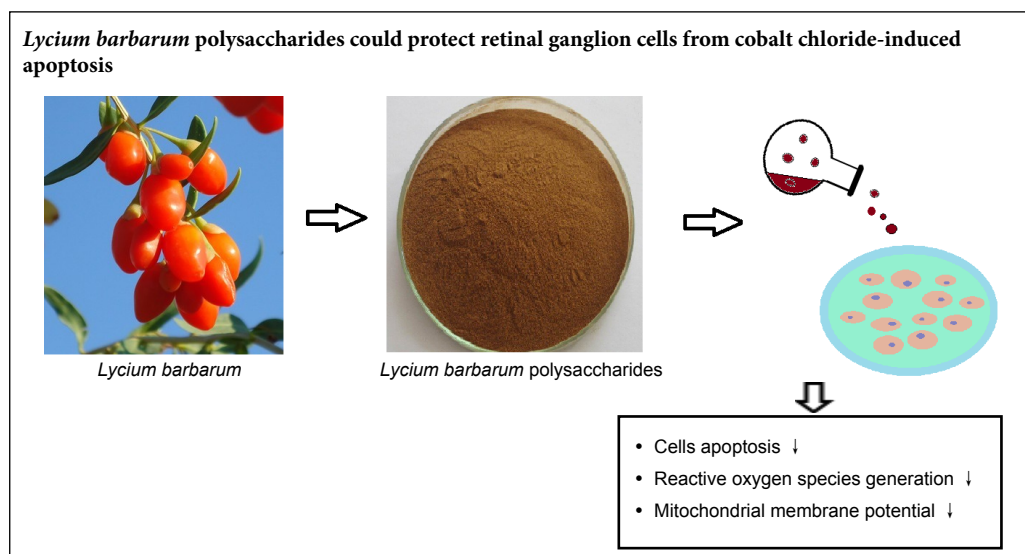 Lycium barbarum polysaccharides could protect retinal ganglion cells from cobalt chloride-induced
apoptosis
Lycium barbarum
Lycium barbarum polysaccharides
• Cells apoptosis ↓
• Reactive oxygen species generation ↓
• Mitochondrial membrane potential ↓